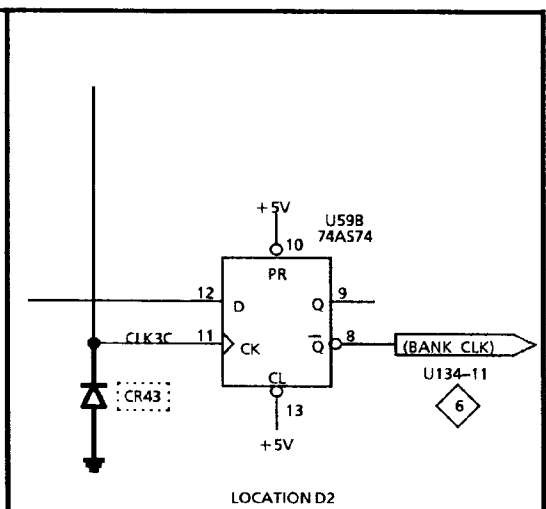 +5V
U59B
74AS74
10
PR
12
D
Q
9
CLK3C
11
CK
Q
8
(BANK CLK)
U134-11
6
CR43
CL
13
+5V
LOCATION D2